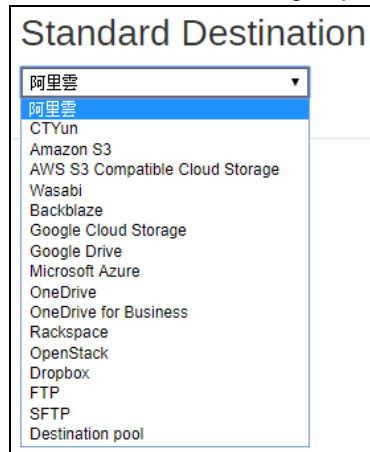 Standard Destination
阿里雲
阿里雲
CTYun
Amazon S3
AWS S3 Compatible Cloud Storage
Wasabi
Backblaze
Google Cloud Storage
Google Drive
Microsoft Azure
OneDrive
OneDrive for Business
Rackspace
OpenStack
Dropbox
FTP
SFTP
Destination pool